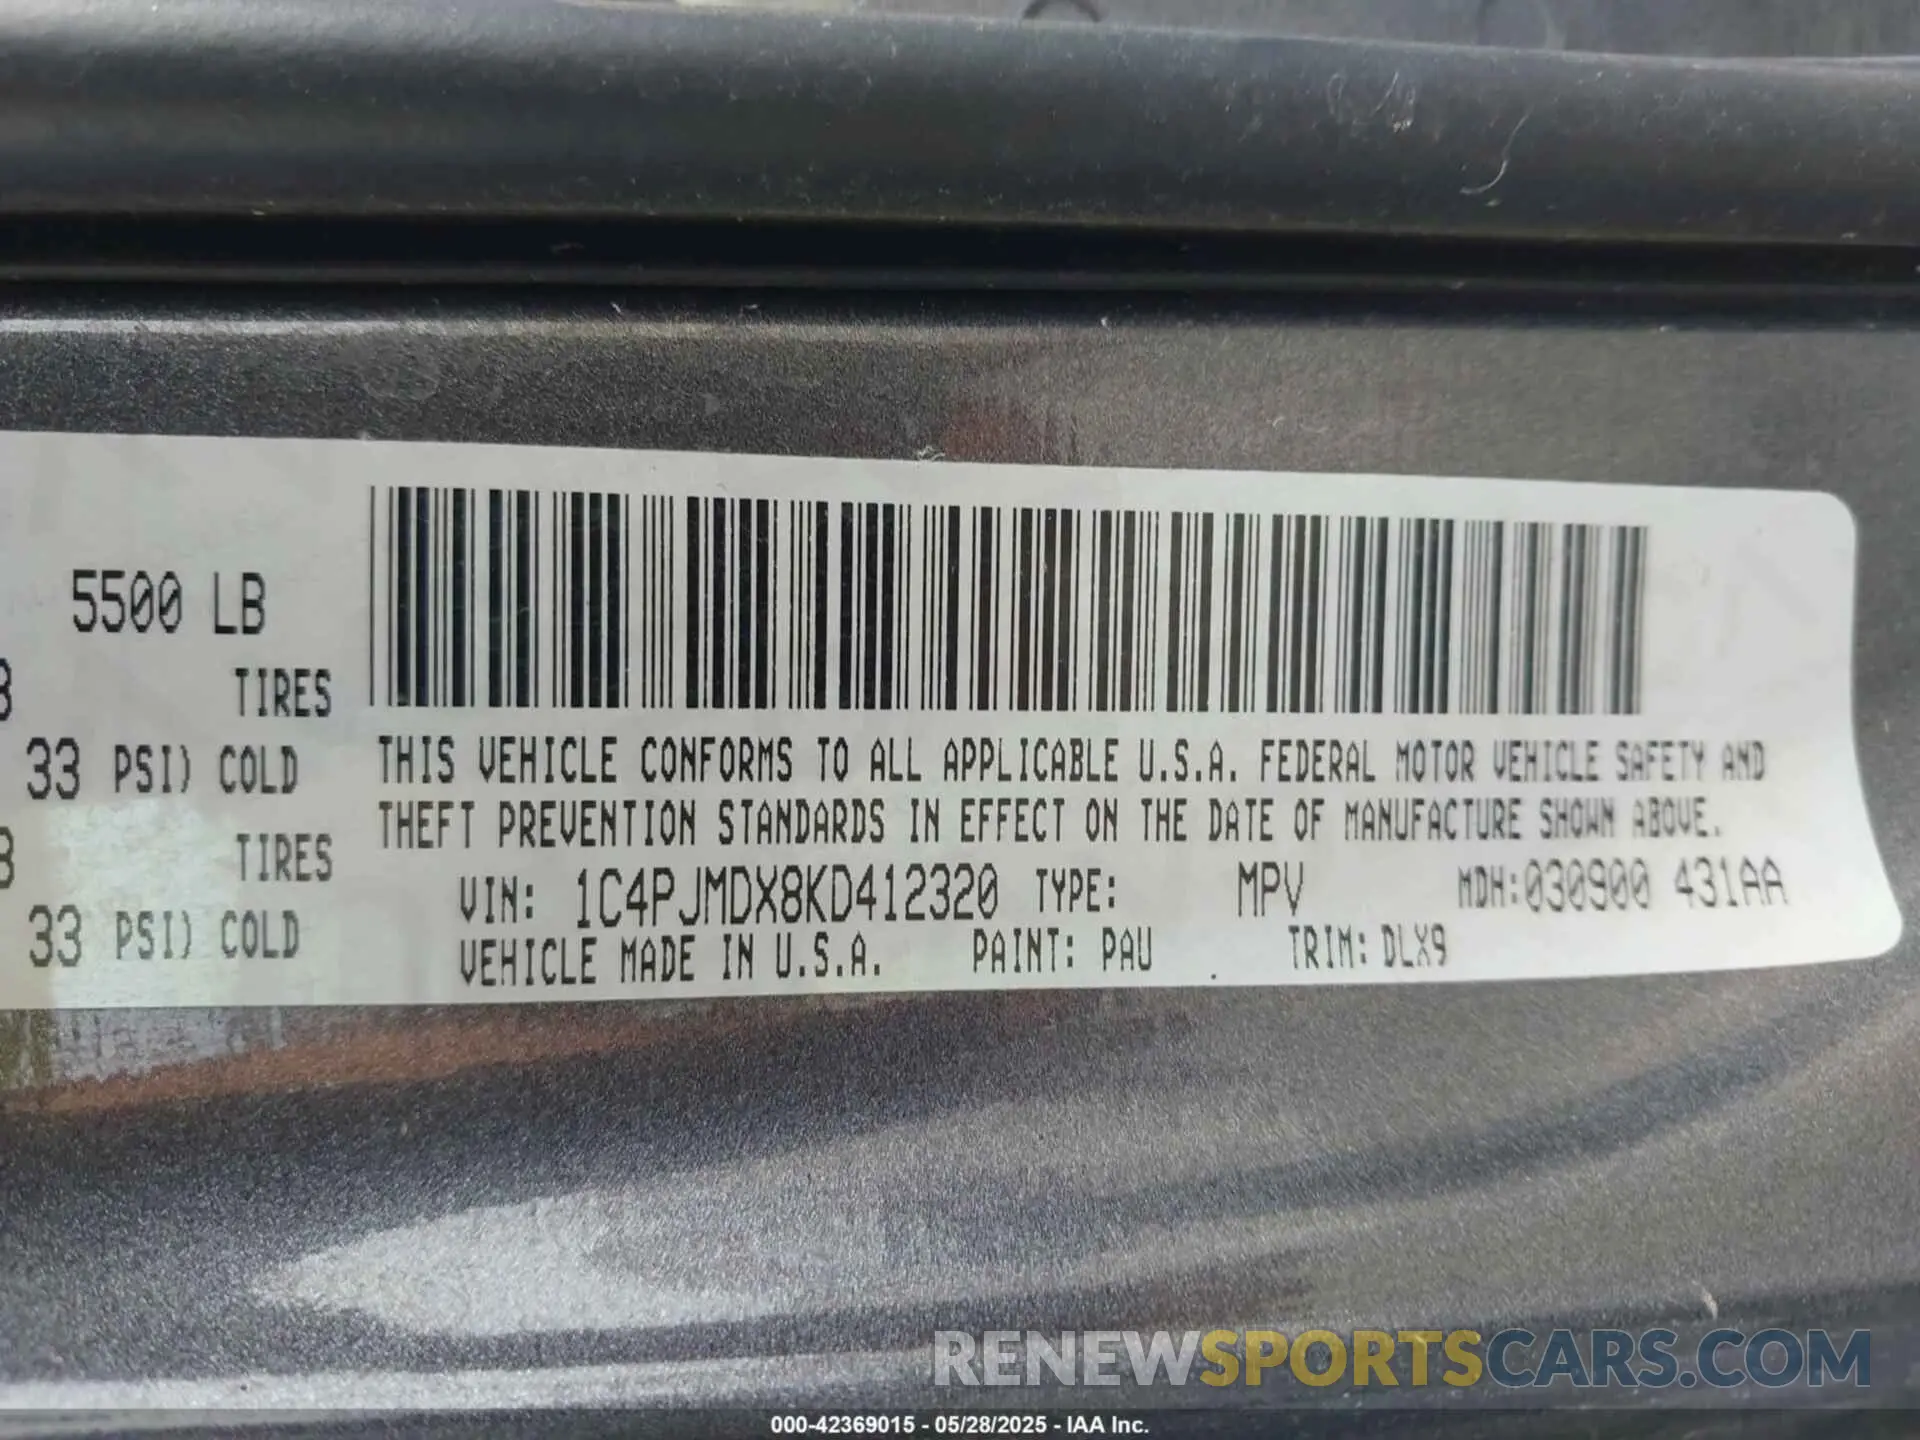 5500 LB
TIRES
33 PSI) COLD
TIRES
33 PSI) COLD
THIS VEHICLE CONFORMS TO ALL APPLICABLE U.S.A. FEDERAL MOTOR VEHICLE SAFETY AND
THEFT PREVENTION STANDARDS IN EFFECT ON THE DATE OF MANUFACTURE SHOWN ABOVE.
VIN: 1C4PJMDX8KD412320 TYPE: MPV MDH:030900 431AA
VEHICLE MADE IN U.S.A. PAINT: PAU TRIM: DLX9
RENEWSPORTSCARS.COM
000-42369015 - 05/28/2025 - IAA Inc.